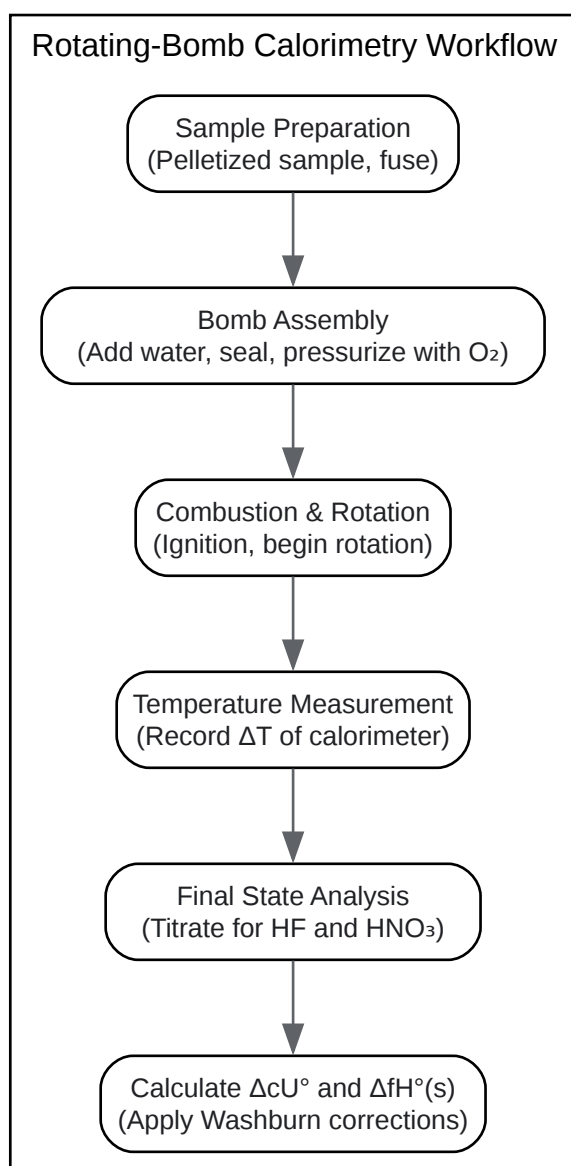 Rotating-Bomb Calorimetry Workflow
Sample Preparation
(Pelletized sample, fuse)
Bomb Assembly
(Add water, seal, pressurize with O₂)
Combustion & Rotation
(Ignition, begin rotation)
Temperature Measurement
(Record ΔT of calorimeter)
Final State Analysis
(Titrate for HF and HNO₃)
Calculate ΔcU° and ΔfH°(s)
(Apply Washburn corrections)